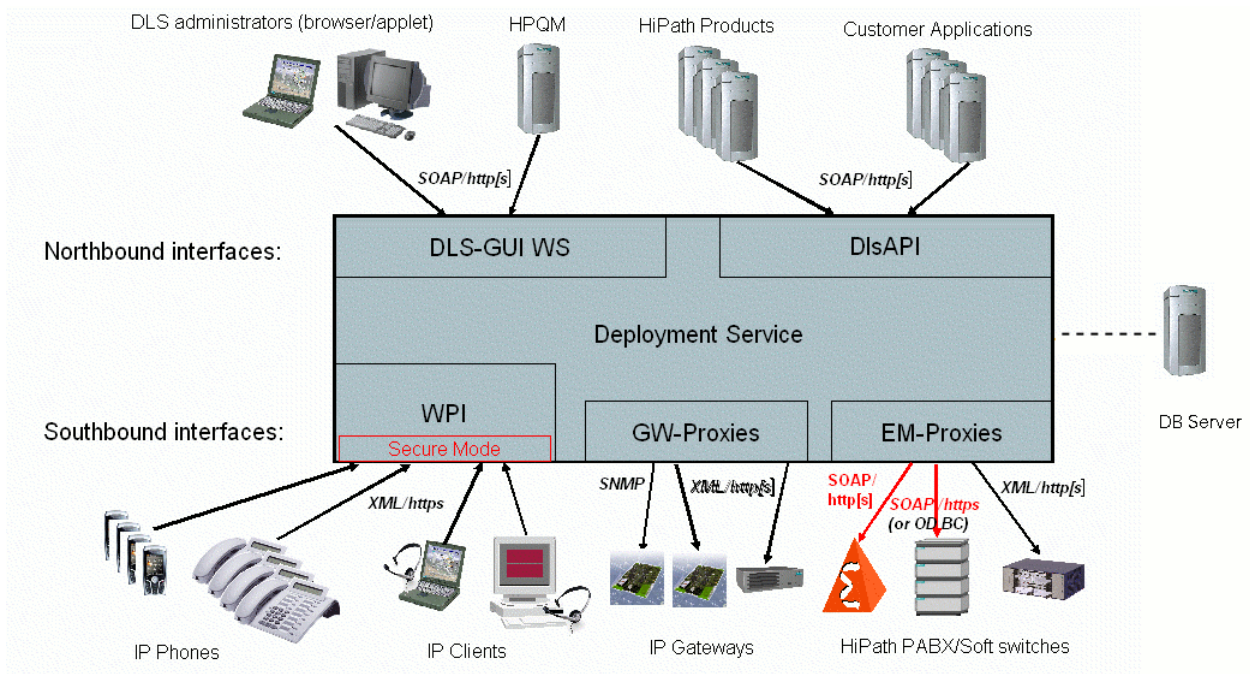 DLS administrators (browser/applet)
HPQM
HiPath Products
Customer Applications
SOAP/http[s]
SOAP/http[s]
Northbound interfaces:
DLS-GUI WS
DlsAPI
Deployment Service
DB Server
Southbound interfaces:
WPI
Secure Mode
GW-Proxies
EM-Proxies
XML/https
SNMP
XML/http[s]
SOAP/
http[s]
SOAP/https
(or ODBC)
XML/http[s]
IP Phones
IP Clients
IP Gateways
HiPath PABX/Soft switches